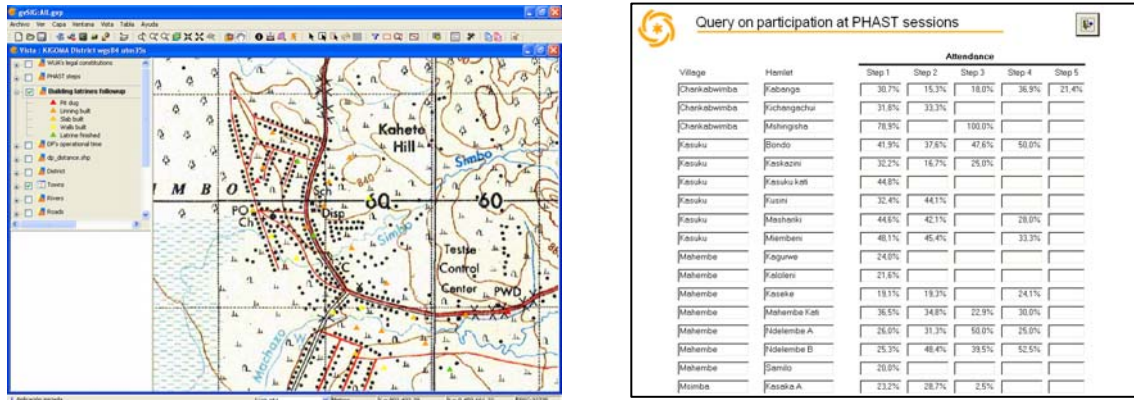 gvSIG:All.gvp
Archivo Ver Capa Ventana Vista Tabla Ayuda
Vista : KIGOMA District wgs84 utm35s
WUA's legal constitutions
PHAST steps
Building latrines followup
Pit dug
Linning built
Slab built
Walls built
Latrine finished
DP's operational time
dp_distance.shp
District
Towns
Rivers
Roads
Kaheto
Hill
Simbo
840
M B O
Sch
60
'60
PO
Ch
Disp
Simbo
Testse
Control
Center
PWD
C
Machazo
W
Query on participation at PHAST sessions
Attendance
Village Hamlet Step 1 Step 2 Step 3 Step 4 Step 5
Chankabwimba Kabanga 30,7% 15,3% 18,0% 36,9% 21,4%
Chankabwimba Kichangachui 31,8% 33,3%
Chankabwimba Mshingisha 78,9% 100,0%
Kasuku Bondo 41,9% 37,6% 47,6% 50,0%
Kasuku Kaskazini 32,2% 16,7% 25,0%
Kasuku Kasuku kati 44,8%
Kasuku Kusini 32,4% 44,1%
Kasuku Mashariki 44,6% 42,1% 28,0%
Kasuku Miembeni 48,1% 45,4% 33,3%
Mahembe Kagurwe 24,0%
Mahembe Kaloleni 21,6%
Mahembe Kaseke 19,1% 19,3% 24,1%
Mahembe Mahembe Kati 36,5% 34,8% 22,9% 30,0%
Mahembe Ndelembe A 26,0% 31,3% 50,0% 25,0%
Mahembe Ndelembe B 25,3% 48,4% 39,5% 52,5%
Mahembe Samilo 20,0%
Msimba Kasaka A 23,2% 28,7% 2,5%